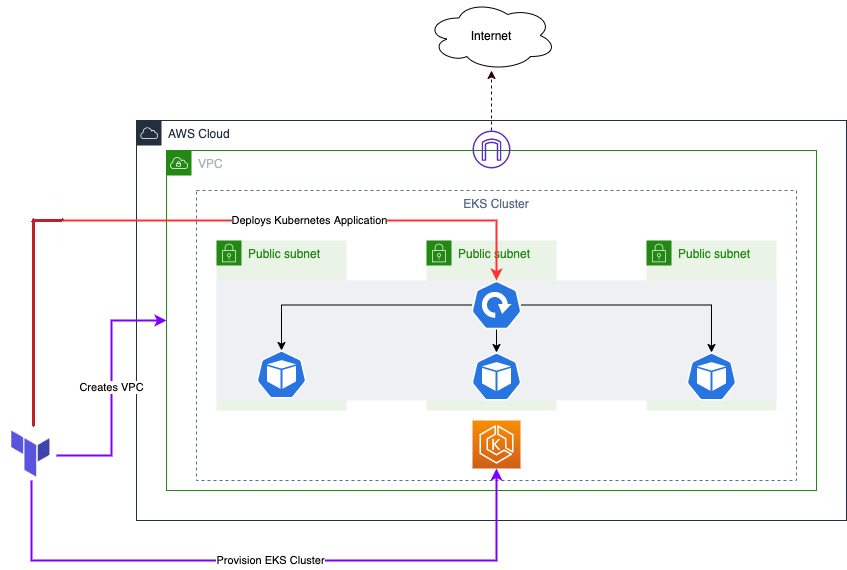 Internet
AWS Cloud
VPC
EKS Cluster
Deploys Kubernetes Application
Public subnet
Public subnet
Public subnet
Creates VPC
K
Provision EKS Cluster